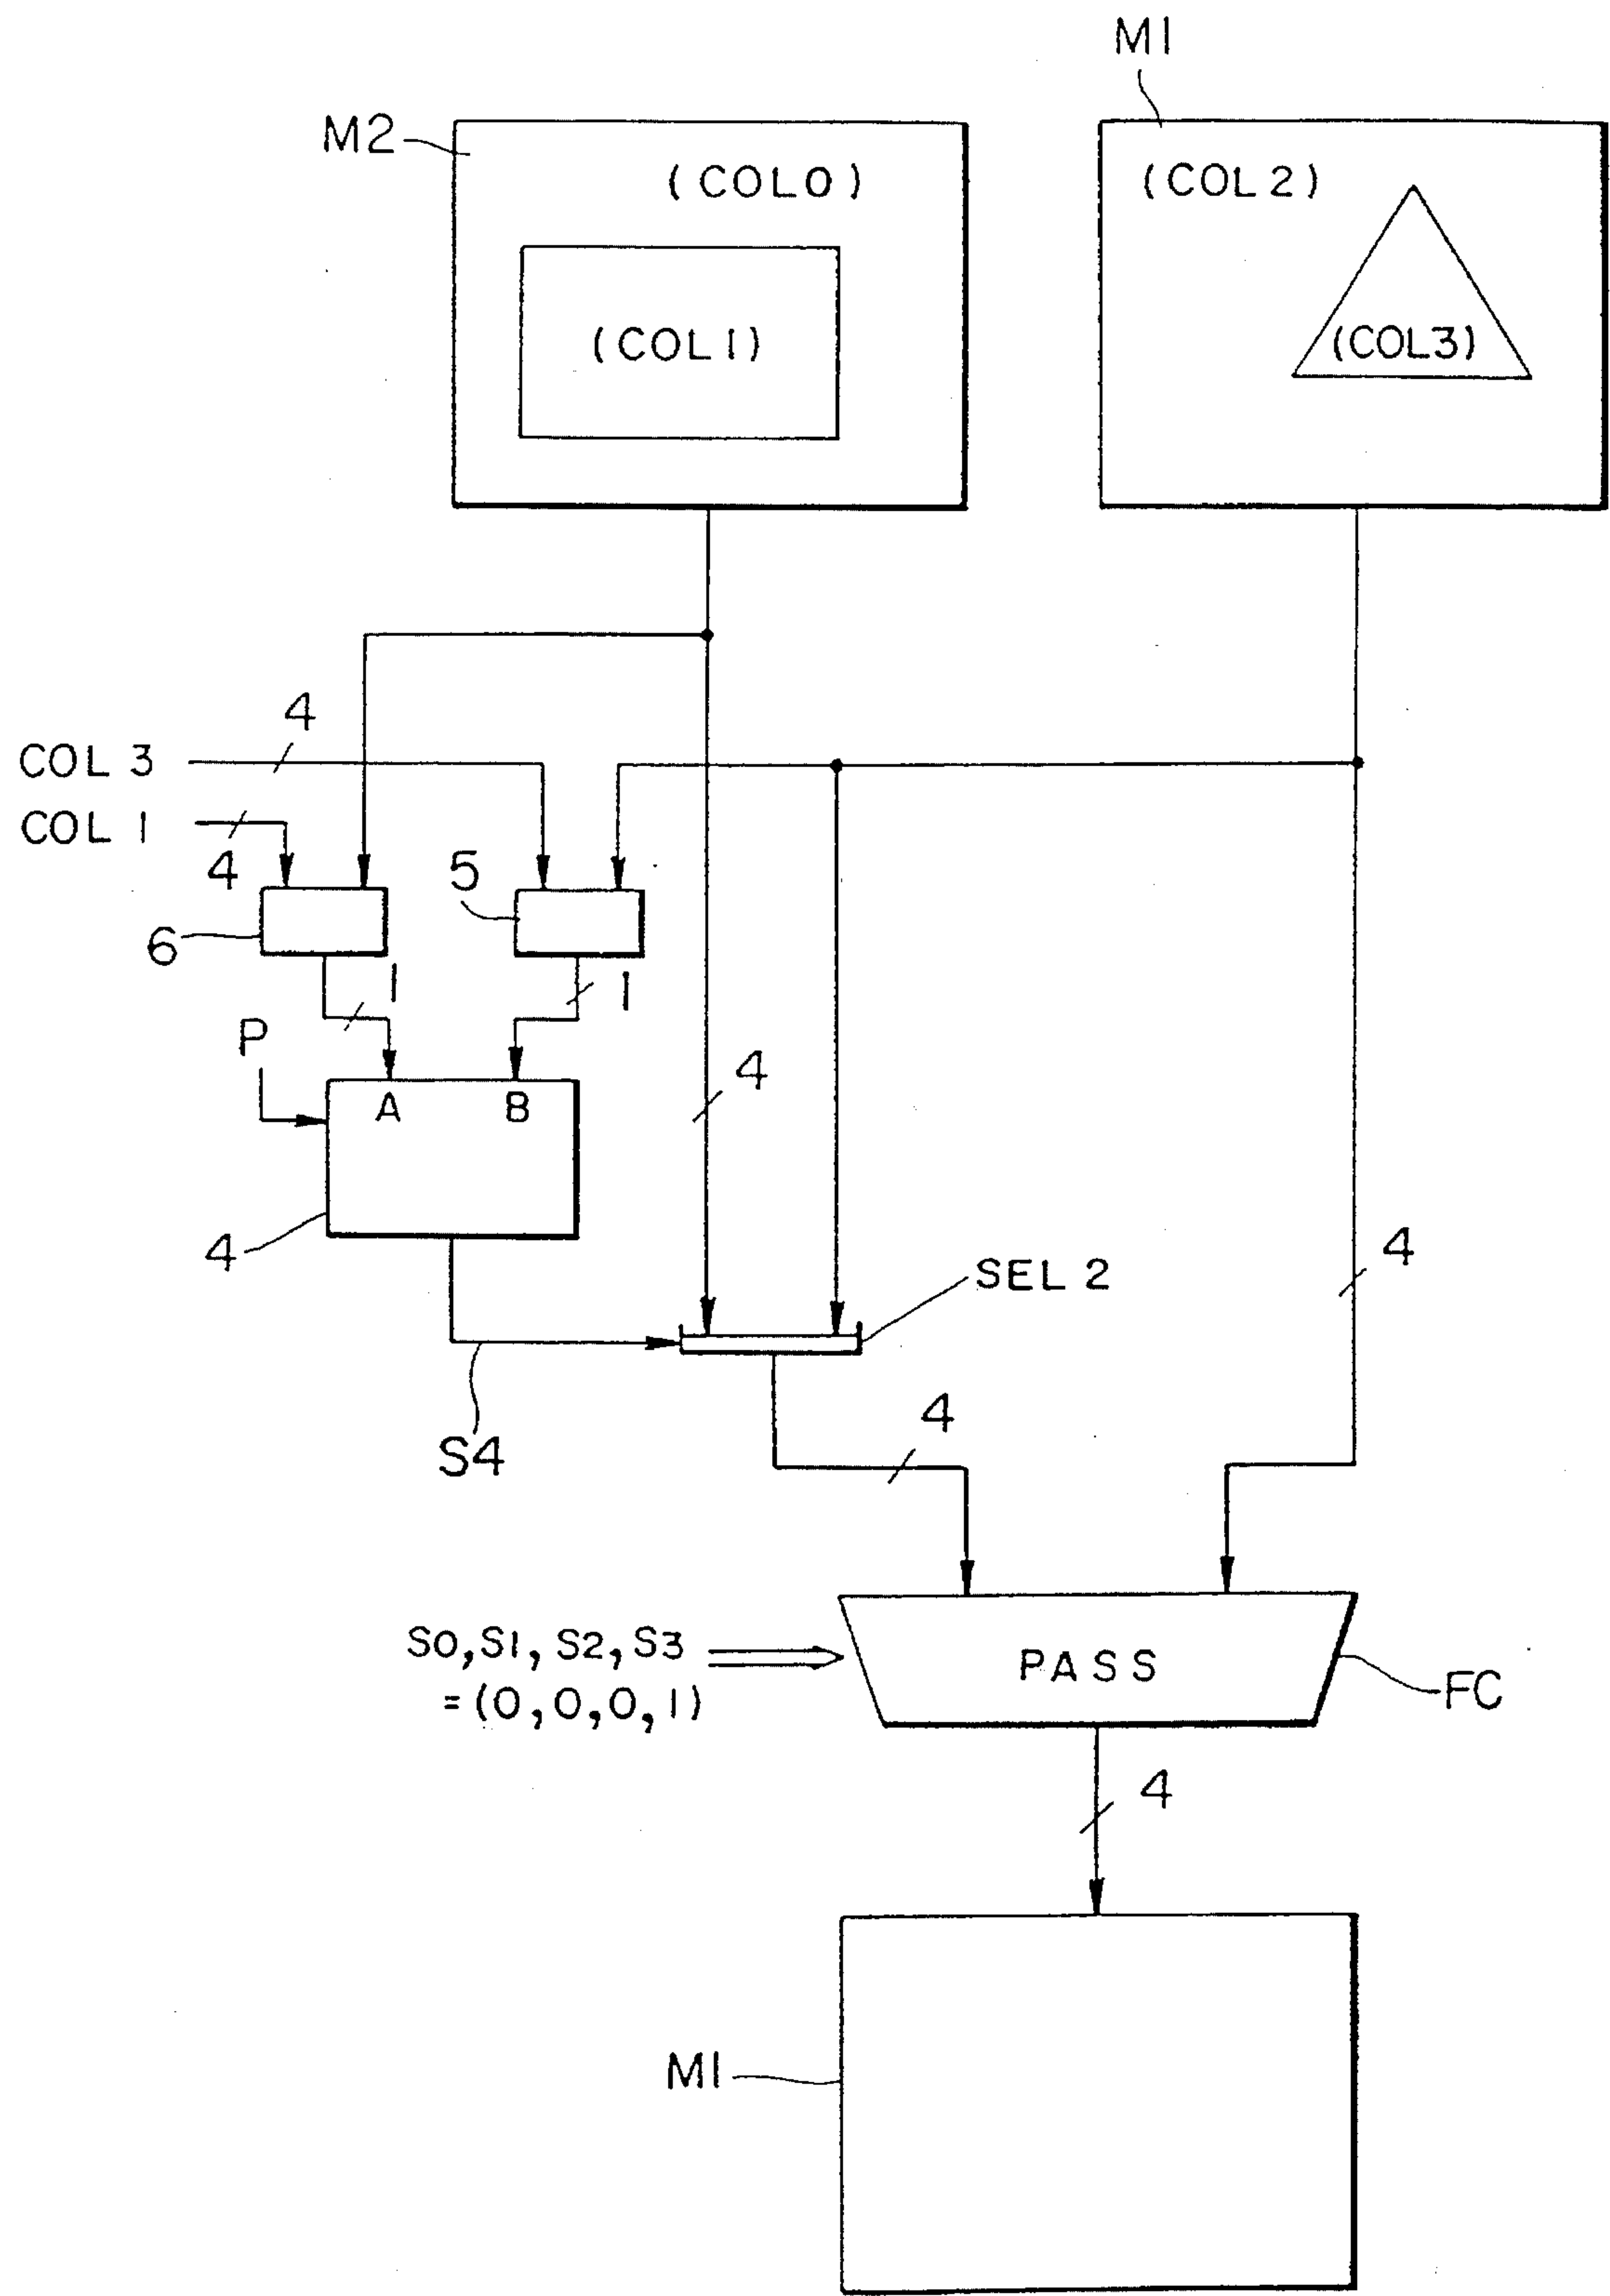 M1
M2
(COL0)
(COL2)
(COL1)
(COL3)
4
COL 3
COL 1
4
5
6
1
1
P
4
A
B
4
4
SEL 2
4
S4
S0, S1, S2, S3
= (0, 0, 0, 1)
PASS
FC
4
M1